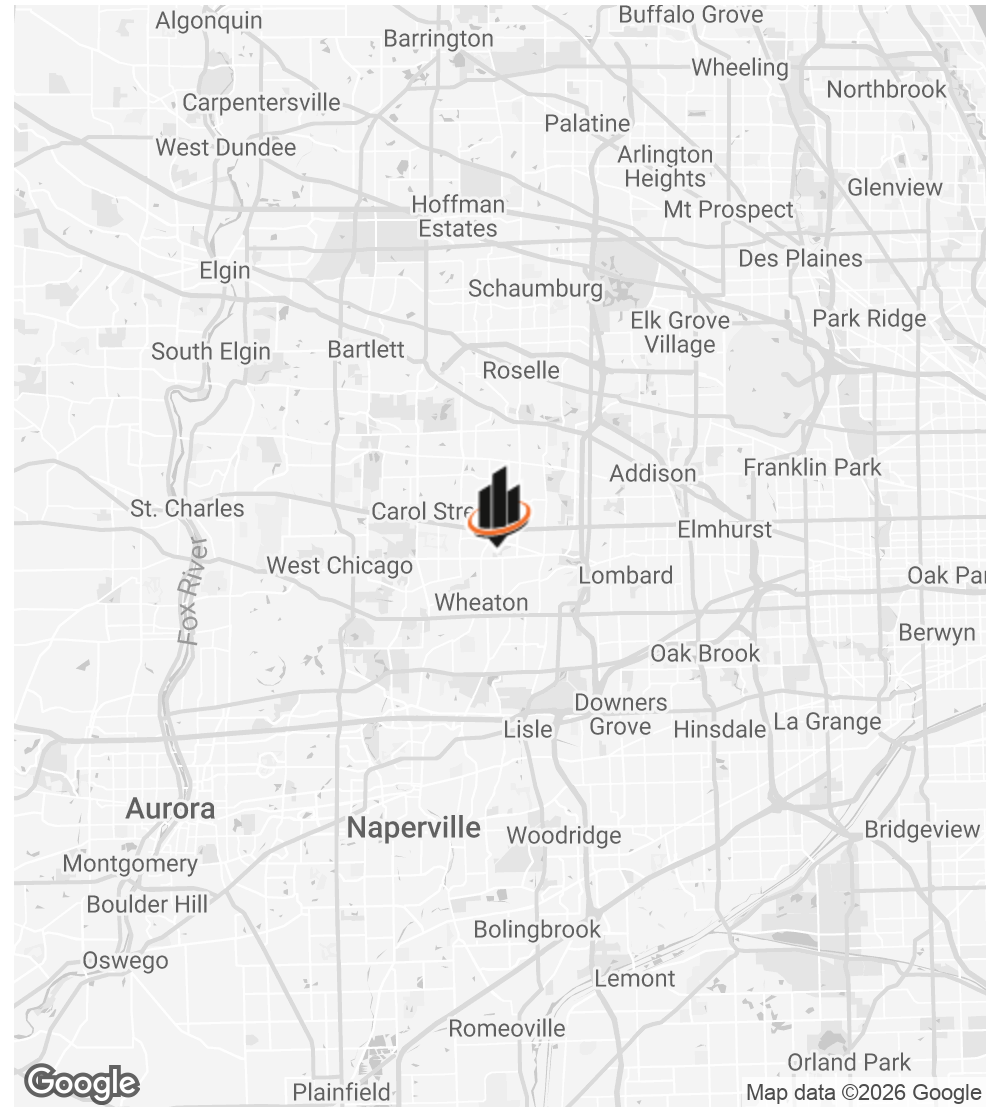 Algonquin
Buffalo Grove
Barrington
Wheeling
Northbrook
Carpentersville
Palatine
West Dundee
Arlington
Heights
Glenview
Hoffman
Estates
Mt Prospect
Des Plaines
Elgin
Schaumburg
Elk Grove
Village
Park Ridge
South Elgin
Bartlett
Roselle
Addison
Franklin Park
St. Charles
Carol Stre
Elmhurst
West Chicago
Lombard
Oak Par
Fox River
Wheaton
Berwyn
Oak Brook
Downers
Grove
Lisle
Hinsdale
La Grange
Aurora
Naperville
Woodridge
Bridgeview
Montgomery
Boulder Hill
Bolingbrook
Oswego
Lemont
Romeoville
Orland Park
Google
Plainfield
Map data ©2026 Google